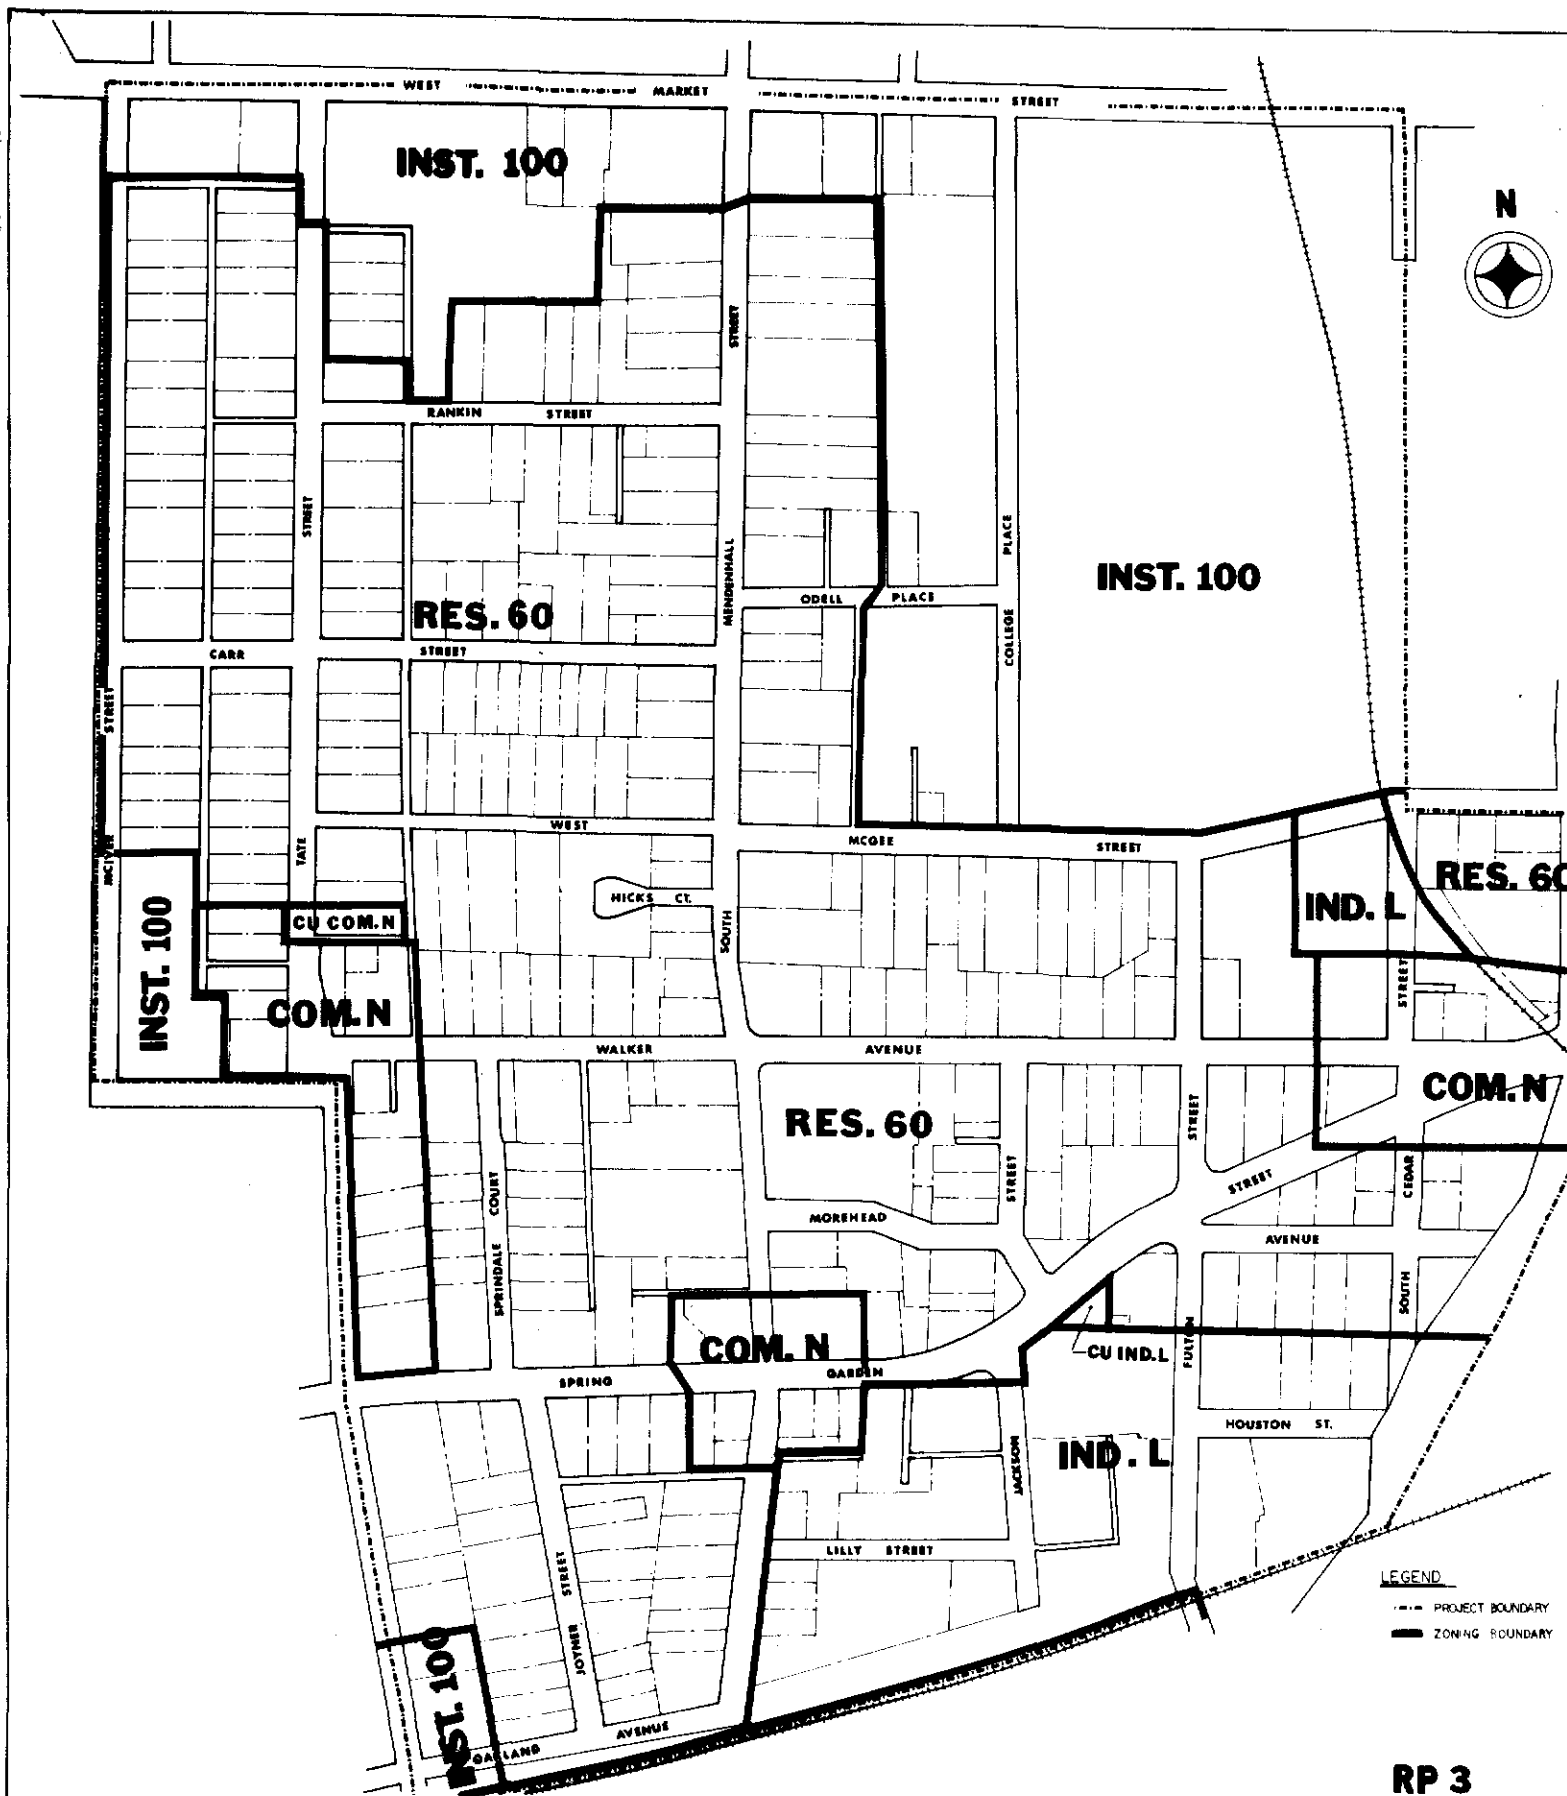 WEST MARKET STREET
INST. 100
N
STREET
RANKIN STREET
STREET
MENDENHALL
PLACE
INST. 100
RES. 60
ODELL PLACE
COLLEGE
CARR STREET
STREET
WEST MCGEE STREET
MCIVER
TATE
HICKS CT.
SOUTH
IND. L
RES. 60
CU COM. N
INST. 100
COM. N
STREET
WALKER AVENUE
COM. N
RES. 60
STREET
STREET
STREET
CEDAR
COURT
MOREHEAD AVENUE
SPRINDALE
SOUTH
COM. N
CU IND. L
FULTON
SPRING GARDEN
HOUSTON ST.
IND. L
JACKSON
LILLY STREET
STREET
JOYNER
LEGEND
PROJECT BOUNDARY
ZONING BOUNDARY
INST. 100
OAKLAND AVENUE
RP 3